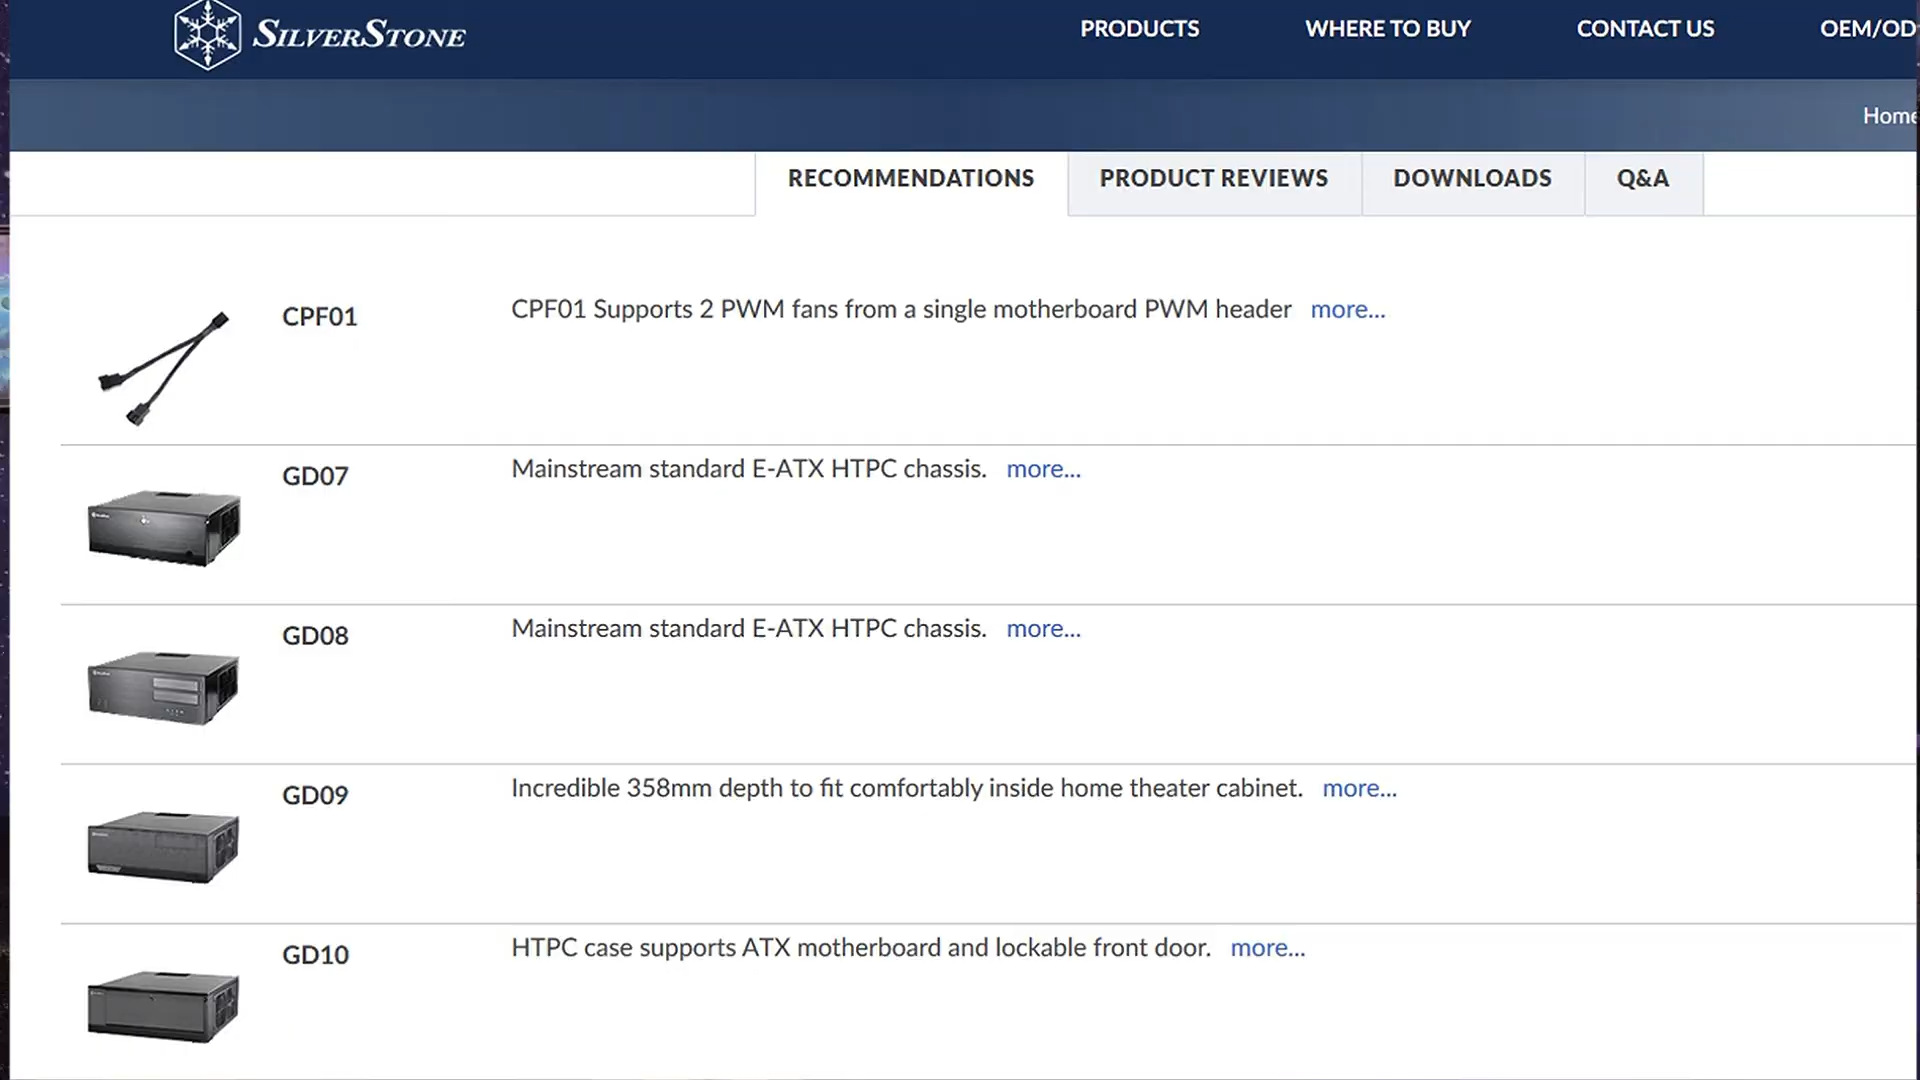 SILVERSTONE
PRODUCTS
WHERE TO BUY
CONTACT US
OEM/OD
Home
RECOMMENDATIONS
PRODUCT REVIEWS
DOWNLOADS
Q&A
CPF01
CPF01 Supports 2 PWM fans from a single motherboard PWM header more...
GD07
Mainstream standard E-ATX HTPC chassis. more...
GD08
Mainstream standard E-ATX HTPC chassis. more...
GD09
Incredible 358mm depth to fit comfortably inside home theater cabinet. more...
GD10
HTPC case supports ATX motherboard and lockable front door. more...